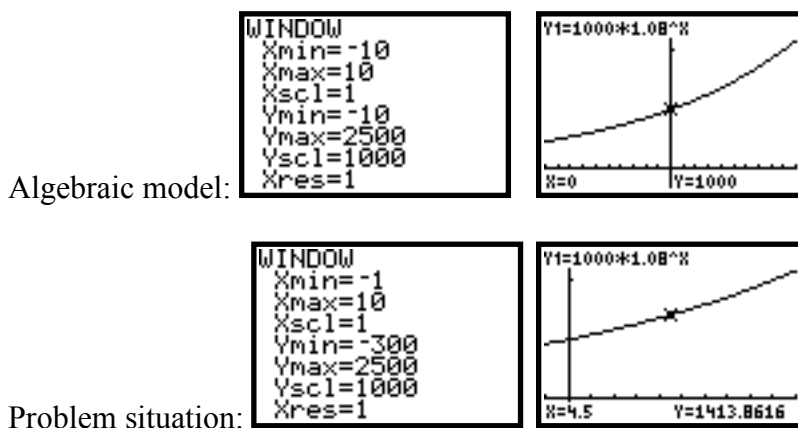 WINDOW
Xmin=-10
Xmax=10
Xscl=1
Ymin=-10
Ymax=2500
Yscl=1000
Xres=1
Y1=1000*1.08^X
X=0 Y=1000
Algebraic model:
WINDOW
Xmin=-1
Xmax=10
Xscl=1
Ymin=-300
Ymax=2500
Yscl=1000
Xres=1
Y1=1000*1.08^X
X=4.5 Y=1413.8616
Problem situation: